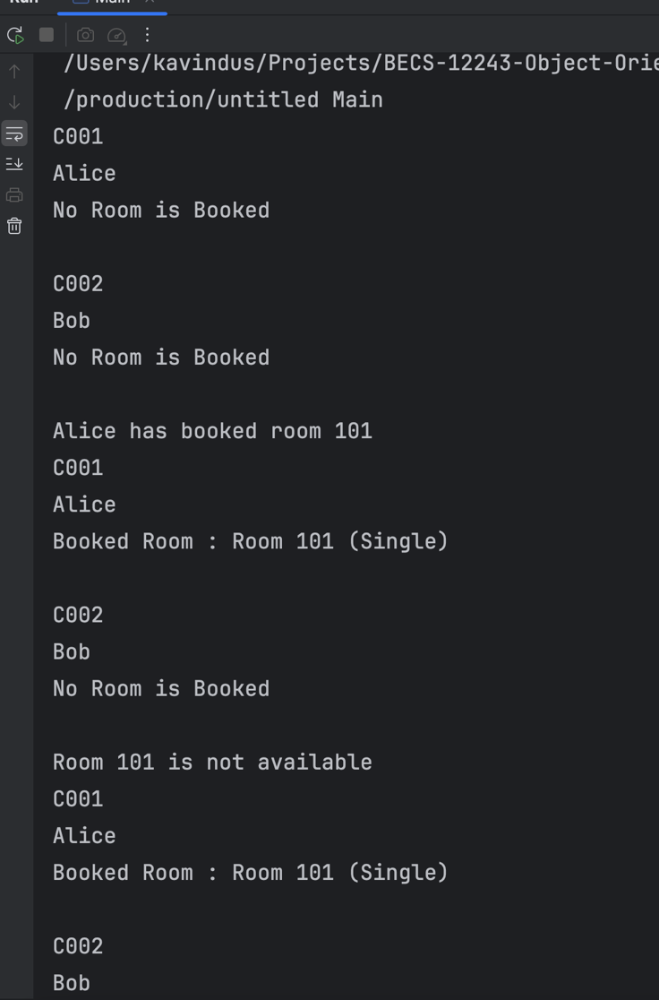 Run
Main
/Users/kavindus/Projects/BECS-12243-Object-Orie
/production/untitled Main
C001
Alice
No Room is Booked
C002
Bob
No Room is Booked
Alice has booked room 101
C001
Alice
Booked Room : Room 101 (Single)
C002
Bob
No Room is Booked
Room 101 is not available
C001
Alice
Booked Room : Room 101 (Single)
C002
Bob